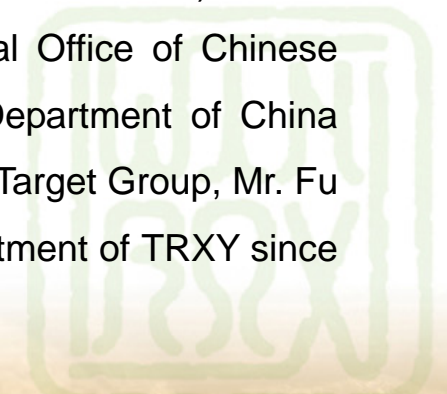 al Office of Chinese
Department of China
Target Group, Mr. Fu
tment of TRXY since